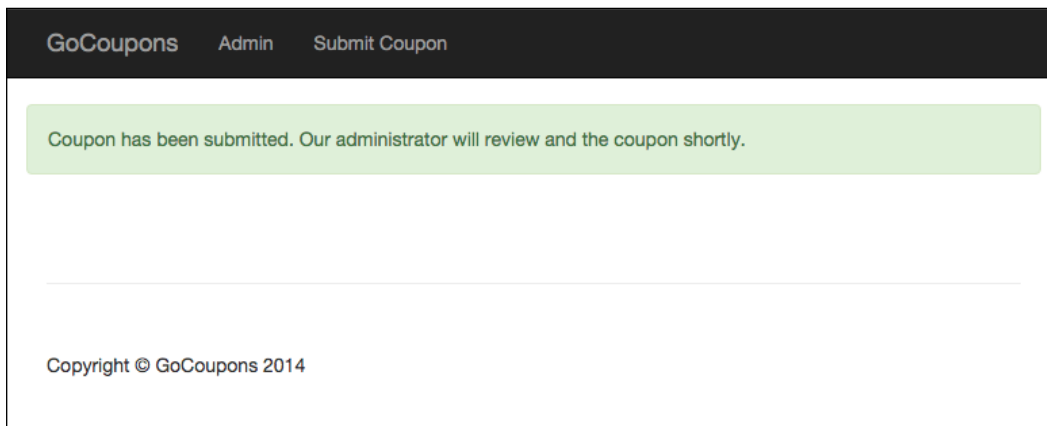 GoCoupons Admin Submit Coupon
Coupon has been submitted. Our administrator will review and the coupon shortly.
Copyright © GoCoupons 2014